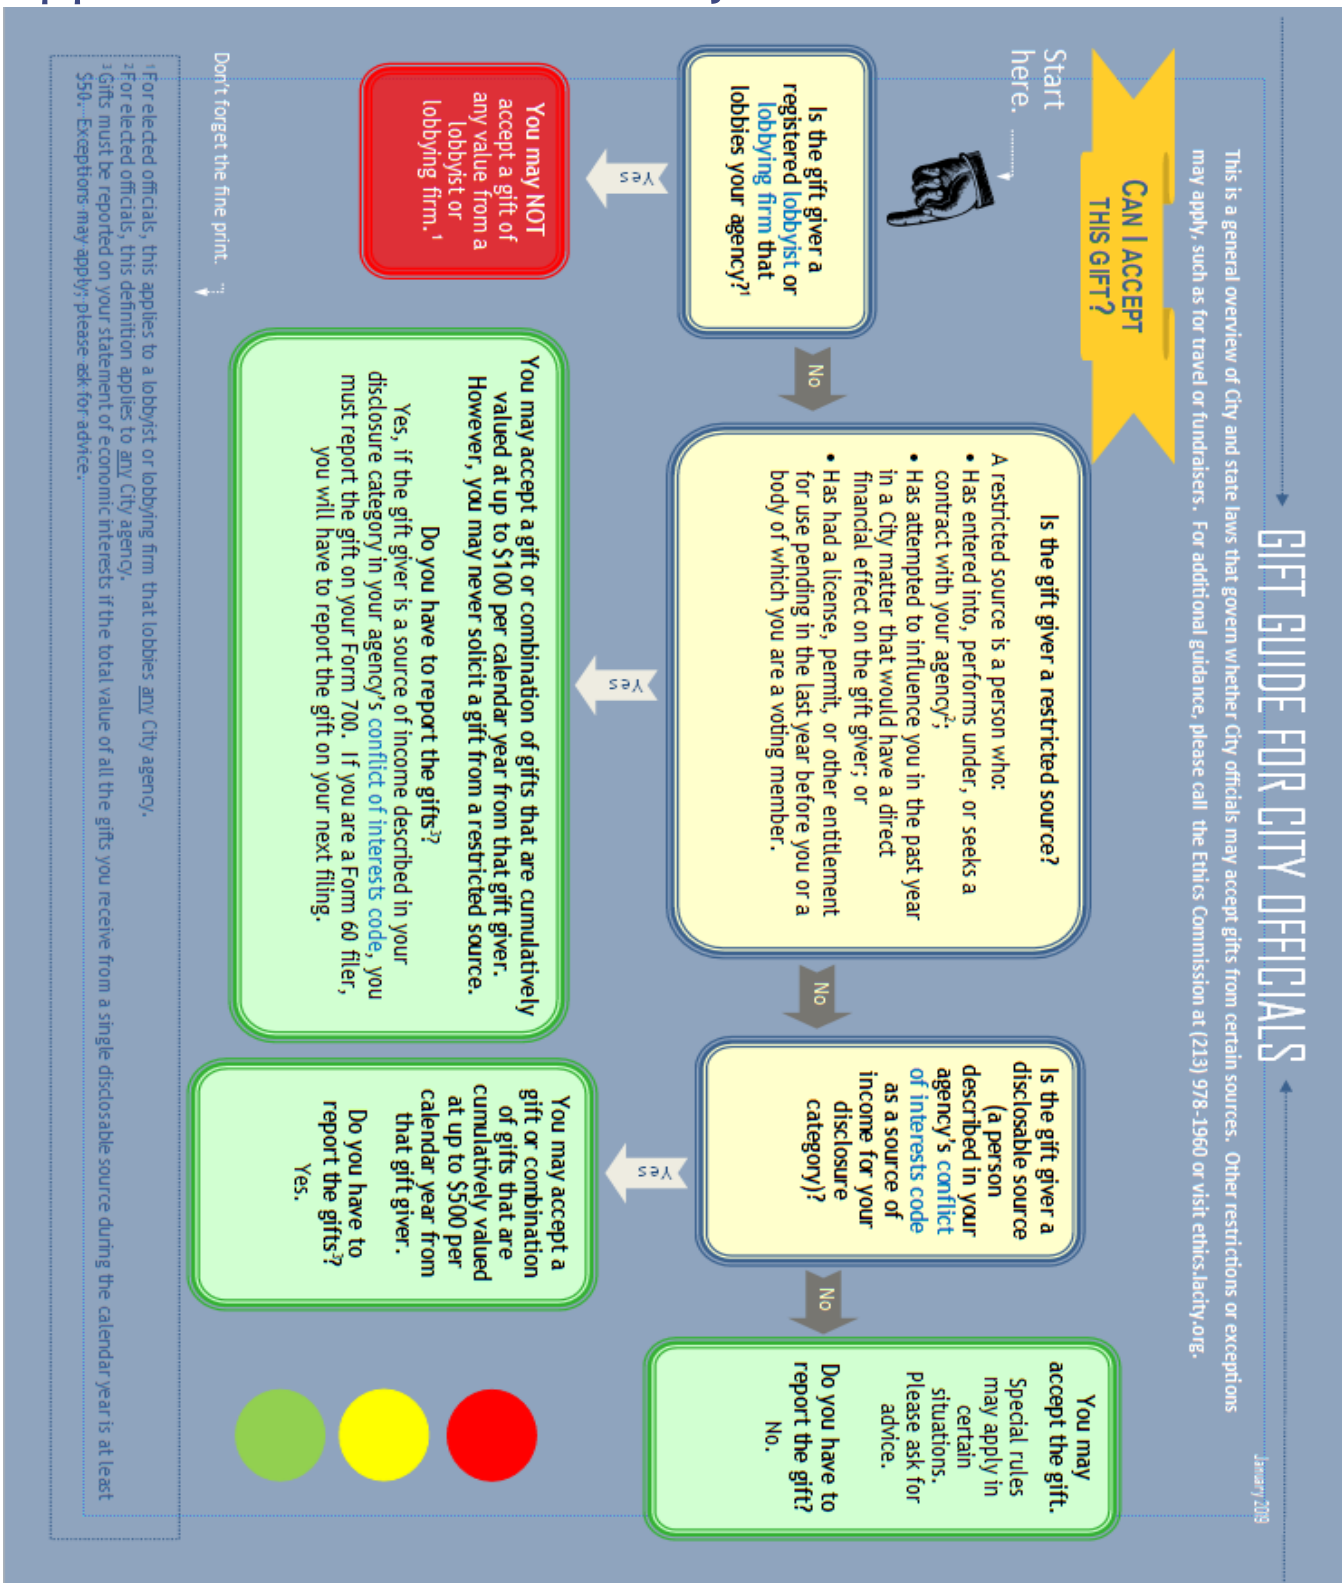 GIFT GUIDE FOR CITY OFFICIALS
January 2019
This is a general overview of City and state laws that govern whether City officials may accept gifts from certain sources. Other restrictions or exceptions
may apply, such as for travel or fundraisers. For additional guidance, please call the Ethics Commission at (213) 978-1960 or visit ethics.lacity.org.
CAN I ACCEPT
THIS GIFT?
Start
here.
Is the gift giver a
registered lobbyist or
lobbying firm that
lobbies your agency?¹
No
Yes
You may NOT
accept a gift of
any value from a
lobbyist or
lobbying firm.¹
Is the gift giver a restricted source?
A restricted source is a person who:
• Has entered into, performs under, or seeks a
contract with your agency²;
• Has attempted to influence you in the past year
in a City matter that would have a direct
financial effect on the gift giver; or
• Has had a license, permit, or other entitlement
for use pending in the last year before you or a
body of which you are a voting member.
No
Yes
You may accept a gift or combination of gifts that are cumulatively
valued at up to $100 per calendar year from that gift giver.
However, you may never solicit a gift from a restricted source.
Do you have to report the gifts³?
Yes, if the gift giver is a source of income described in your
disclosure category in your agency's conflict of interests code, you
must report the gift on your Form 700. If you are a Form 60 filer,
you will have to report the gift on your next filing.
Is the gift giver a
disclosable source
(a person
described in your
agency's conflict
of interests code
as a source of
income for your
disclosure
category)?
No
Yes
You may accept a
gift or combination
of gifts that are
cumulatively valued
at up to $500 per
calendar year from
that gift giver.
Do you have to
report the gifts³?
Yes.
You may
accept the gift.
Special rules
may apply in
certain
situations.
Please ask for
advice.
Do you have to
report the gift?
No.
Don't forget the fine print.
¹ For elected officials, this applies to a lobbyist or lobbying firm that lobbies any City agency.
² For elected officials, this definition applies to any City agency.
³ Gifts must be reported on your statement of economic interests if the total value of all the gifts you receive from a single disclosable source during the calendar year is at least
$50. Exceptions may apply; please ask for advice.